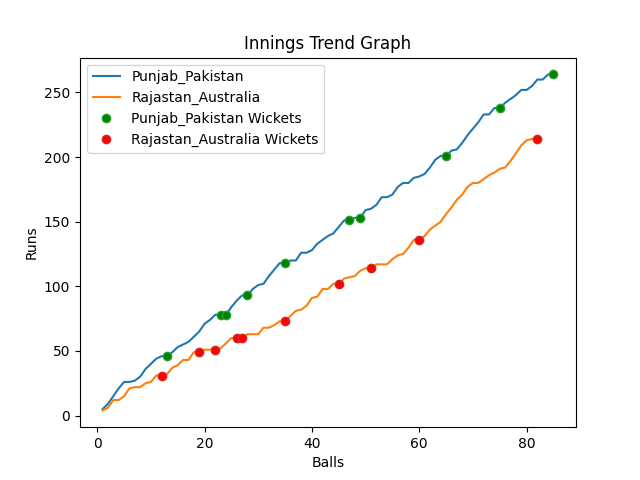 Innings Trend Graph
Punjab_Pakistan
Rajastan_Australia
Punjab_Pakistan Wickets
Rajastan_Australia Wickets
Runs
250
200
150
100
50
0
0 20 40 60 80
Balls